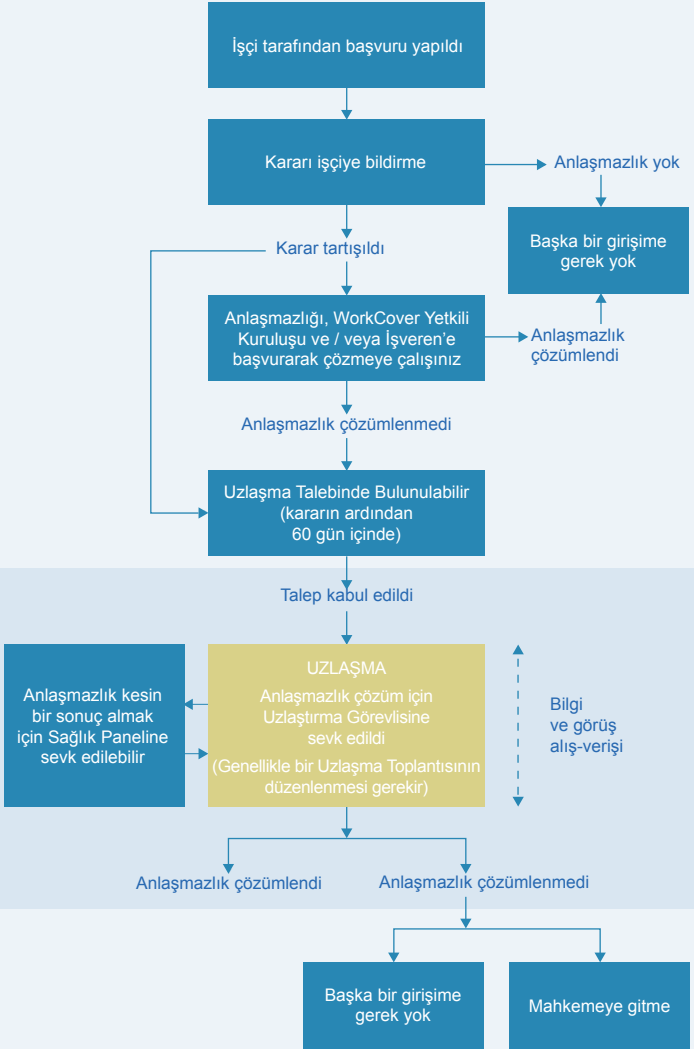 İşçi tarafından başvuru yapıldı
Kararı işçiye bildirme
Anlaşmazlık yok
Başka bir girişime
gerek yok
Karar tartışıldı
Anlaşmazlığı, WorkCover Yetkili
Kuruluşu ve / veya İşveren’e
başvurarak çözmeye çalışınız
Anlaşmazlık
çözümlendi
Anlaşmazlık çözümlenmedi
Uzlaşma Talebinde Bulunulabilir
(kararın ardından
60 gün içinde)
Talep kabul edildi
Anlaşmazlık kesin
bir sonuç almak
için Sağlık Paneline
sevk edilebilir
UZLAŞMA
Anlaşmazlık çözüm için
Uzlaştırma Görevlisine
sevk edildi
(Genellikle bir Uzlaşma Toplantısının
düzenlenmesi gerekir)
Bilgi
ve görüş
alış-verişi
Anlaşmazlık çözümlendi
Anlaşmazlık çözümlenmedi
Başka bir girişime
gerek yok
Mahkemeye gitme